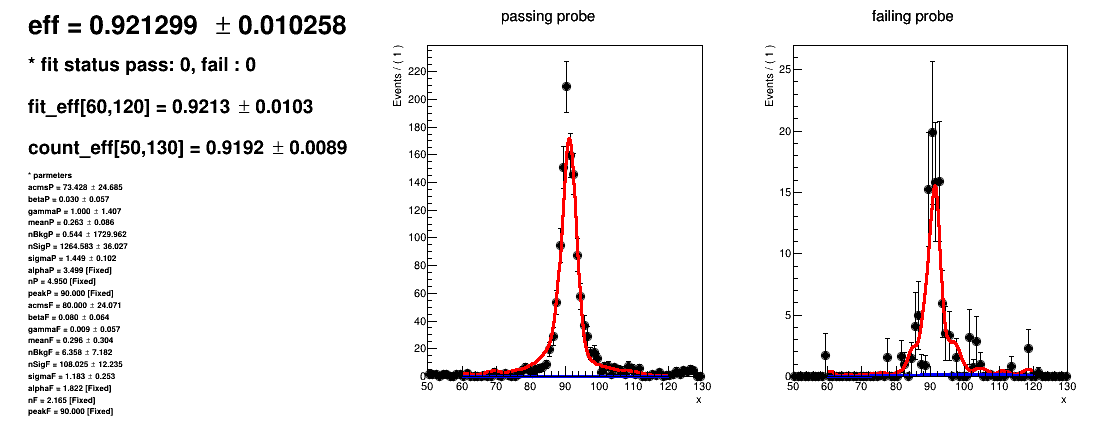 eff = 0.921299 ± 0.010258
* fit status pass: 0, fail : 0
fit_eff[60,120] = 0.9213 ± 0.0103
count_eff[50,130] = 0.9192 ± 0.0089
* parmeters
acmsP = 73.428 ± 24.685
betaP = 0.030 ± 0.057
gammaP = 1.000 ± 1.407
meanP = 0.263 ± 0.086
nBkgP = 0.544 ± 1729.962
nSigP = 1264.583 ± 36.027
sigmaP = 1.449 ± 0.102
alphaP = 3.499 [Fixed]
nP = 4.950 [Fixed]
peakP = 90.000 [Fixed]
acmsF = 80.000 ± 24.071
betaF = 0.080 ± 0.064
gammaF = 0.009 ± 0.057
meanF = 0.296 ± 0.304
nBkgF = 6.358 ± 7.182
nSigF = 108.025 ± 12.235
sigmaF = 1.183 ± 0.253
alphaF = 1.822 [Fixed]
nF = 2.165 [Fixed]
peakF = 90.000 [Fixed]
passing probe
Events / ( 1 )
220
200
180
160
140
120
100
80
60
40
20
0
50 60 70 80 90 100 110 120 130
x
failing probe
Events / ( 1 )
25
20
15
10
5
0
50 60 70 80 90 100 110 120 130
x